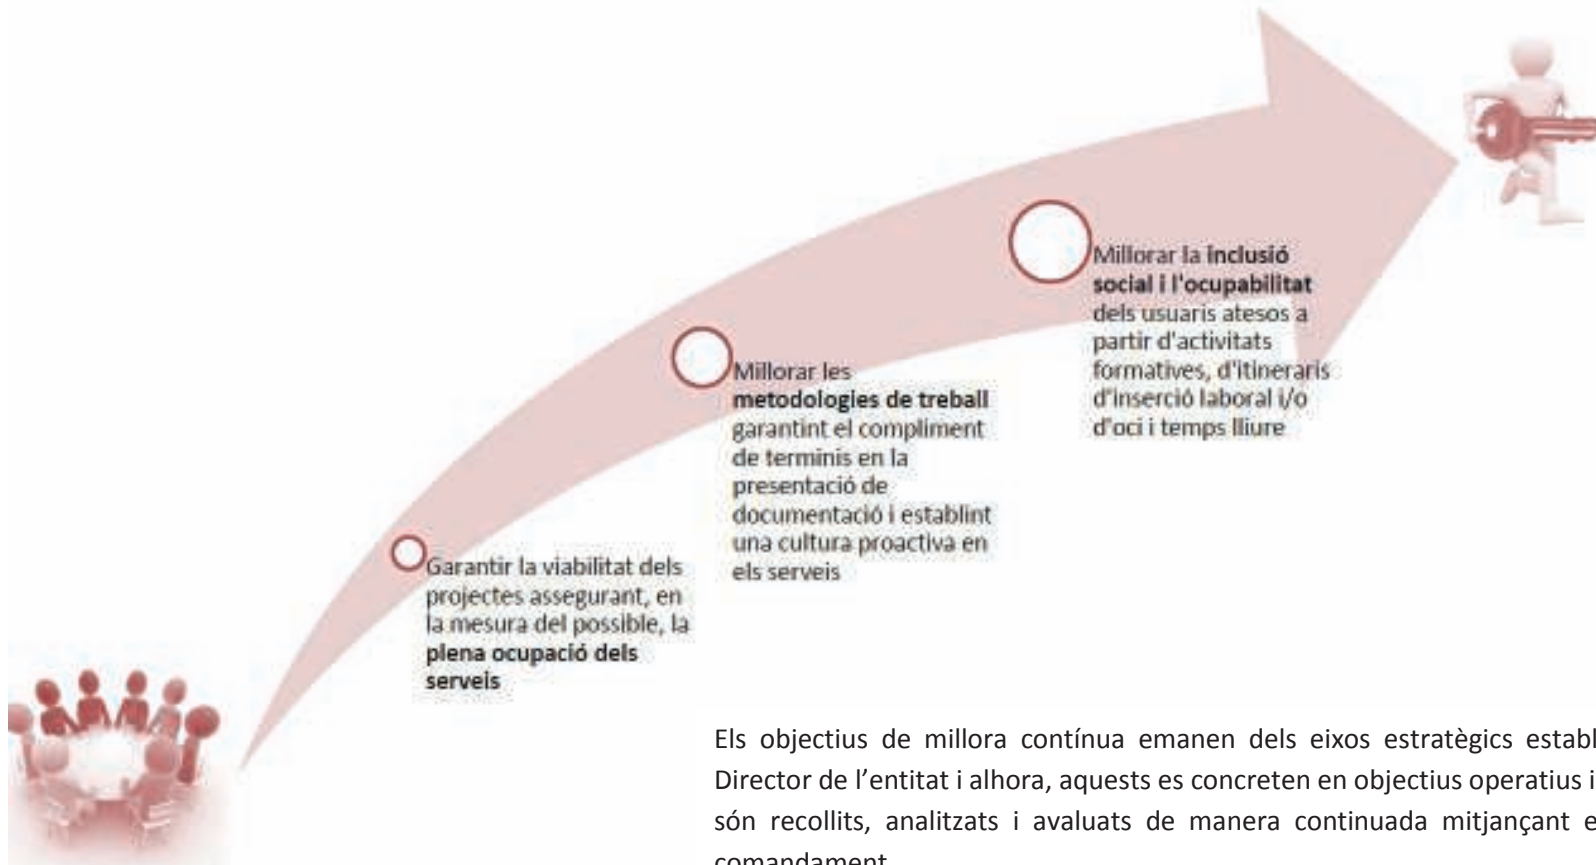 Millorar la inclusió
social i l'ocupabilitat
dels usuaris atesos a
partir d'activitats
formatives, d'itineraris
d'inserció laboral i/o
d'oci i temps lliure
Millorar les
metodologies de treball
garantint el compliment
de terminis en la
presentació de
documentació i establint
una cultura proactiva en
els serveis
Garantir la viabilitat dels
projectes assegurant, en
la mesura del possible, la
plena ocupació dels
serveis
Els objectius de millora contínua emanen dels eixos estratègics establ
Director de l’entitat i alhora, aquests es concreten en objectius operatius i
són recollits, analitzats i avaluats de manera continuada mitjançant e
comandament